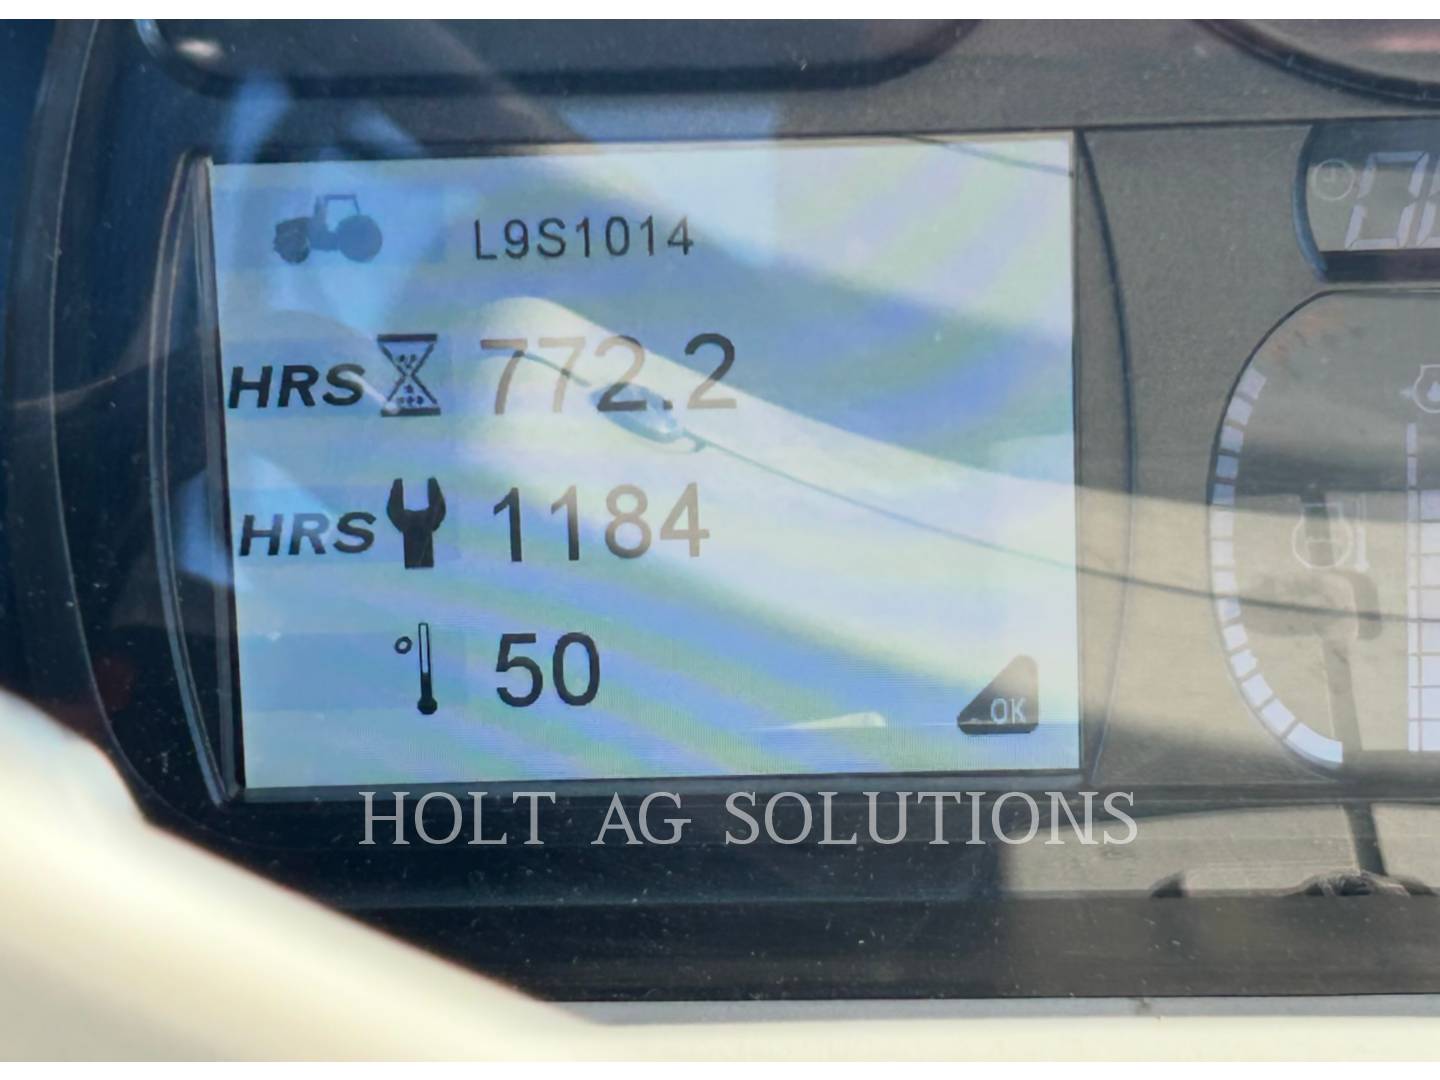 L9S1014
HRS 772.2
HRS 1184
° 50
OK
HOLT AG SOLUTIONS